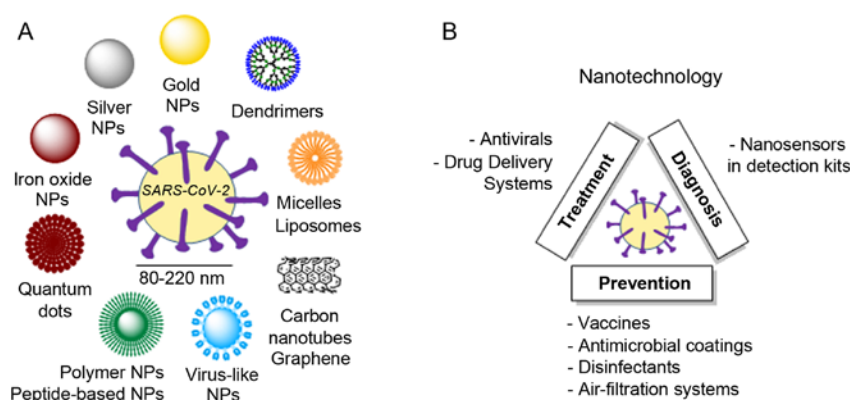 A
Gold
NPs
Silver
NPs
Dendrimers
Iron oxide
NPs
SARS-CoV-2
Micelles
Liposomes
80-220 nm
Quantum
dots
Carbon
nanotubes
Graphene
Polymer NPs
Peptide-based NPs
Virus-like
NPs
B
Nanotechnology
- Antivirals
- Drug Delivery
Systems
Treatment
Diagnosis
- Nanosensors
in detection kits
Prevention
- Vaccines
- Antimicrobial coatings
- Disinfectants
- Air-filtration systems